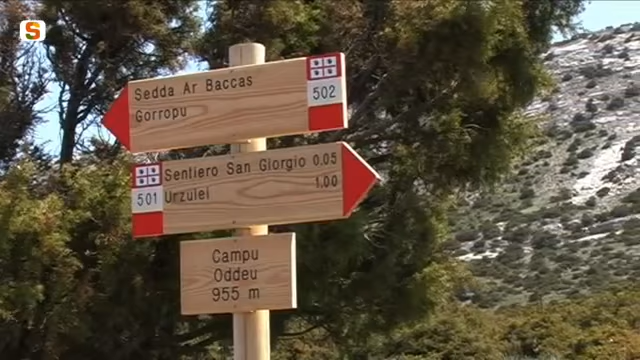 S
Sedda Ar Baccas
Gorropu
502
501
Sentiero San Giorgio 0.05
Urzulei 1.00
Campu
Oddeu
955 m